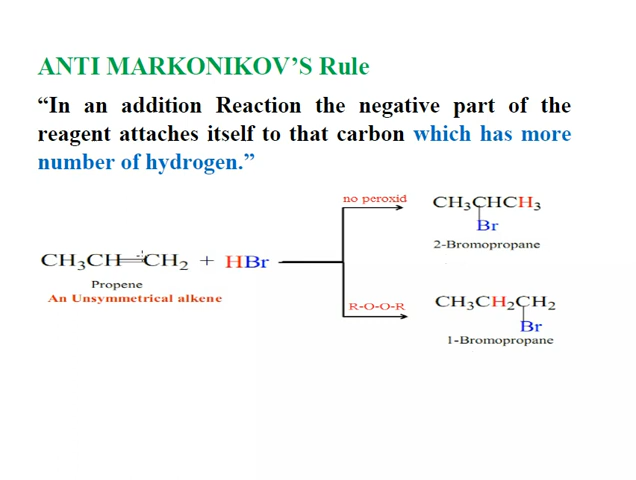 ANTI MARKONIKOV’S Rule
“In an addition Reaction the negative part of the
reagent attaches itself to that carbon which has more
number of hydrogen.”
no peroxid
CH₃CHCH₃
Br
2-Bromopropane
CH₃CH=CH₂ + HBr
Propene
An Unsymmetrical alkene
R-O-O-R
CH₃CH₂CH₂
Br
1-Bromopropane